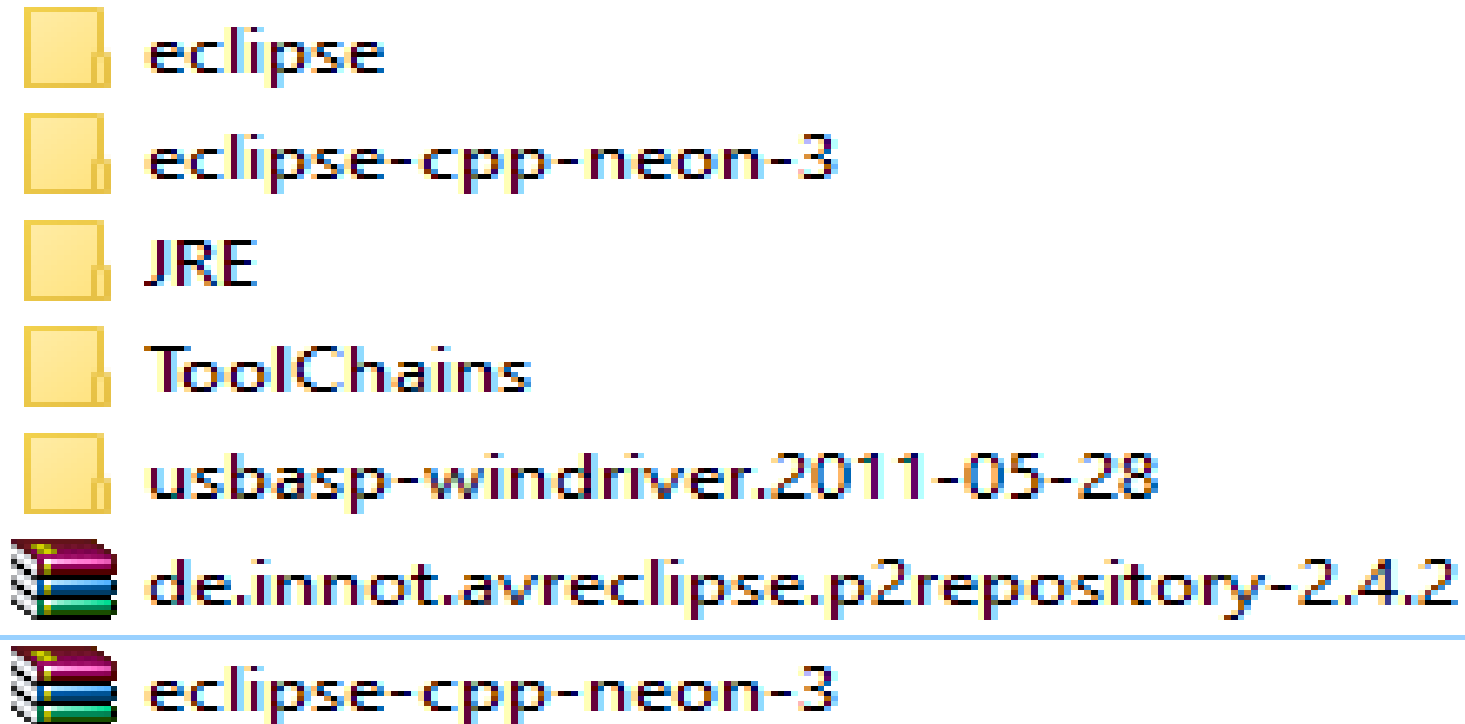 eclipse
eclipse-cpp-neon-3
JRE
ToolChains
usbasp-windriver.2011-05-28
de.innot.avreclipse.p2repository-2.4.2
eclipse-cpp-neon-3